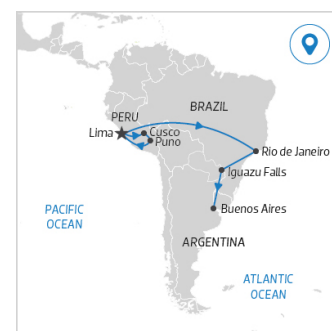 BRAZIL
PERU
Lima
Cusco
Puno
Rio de Janeiro
Iguazu Falls
Buenos Aires
PACIFIC
OCEAN
ARGENTINA
ATLANTIC
OCEAN